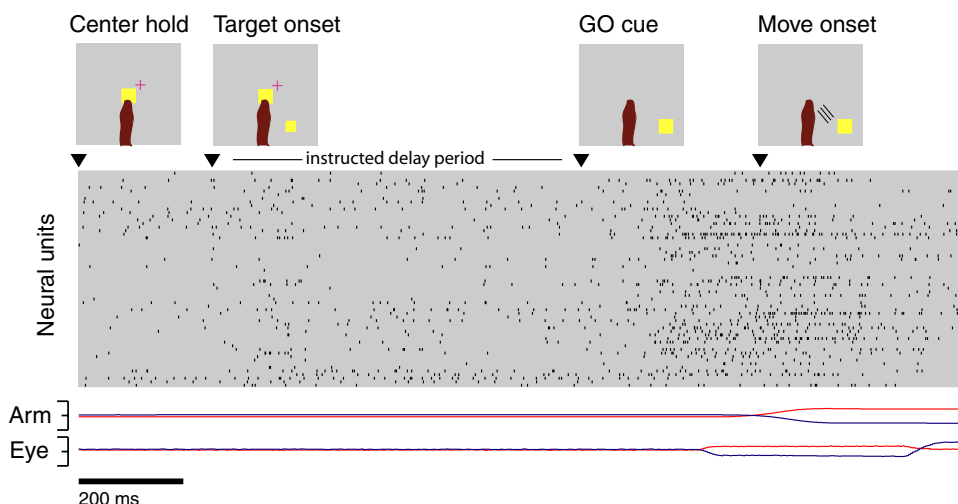 Center hold
Target onset
GO cue
Move onset
instructed delay period
Neural units
Arm
Eye
200 ms